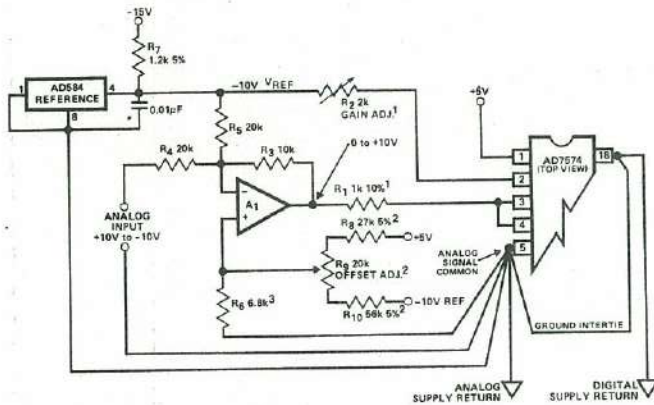 -15V
R7
1.2k 5%
1
AD584
REFERENCE
4
8
0.01μF
*
-10V VREF
R2 2k
GAIN ADJ.1
+5V
R5 20k
0 to +10V
R4 20k
R3 10k
AD7574
(TOP VIEW)
1
2
3
4
5
18
-
A1
+
R1 1k 10%1
ANALOG
INPUT
+10V to -10V
R8 27k 5%2
+5V
R9 20k
OFFSET ADJ.2
ANALOG
SIGNAL
COMMON
R6 6.8k3
-10V REF
R10 56k 5%2
GROUND INTERTIE
ANALOG
SUPPLY RETURN
DIGITAL
SUPPLY RETURN